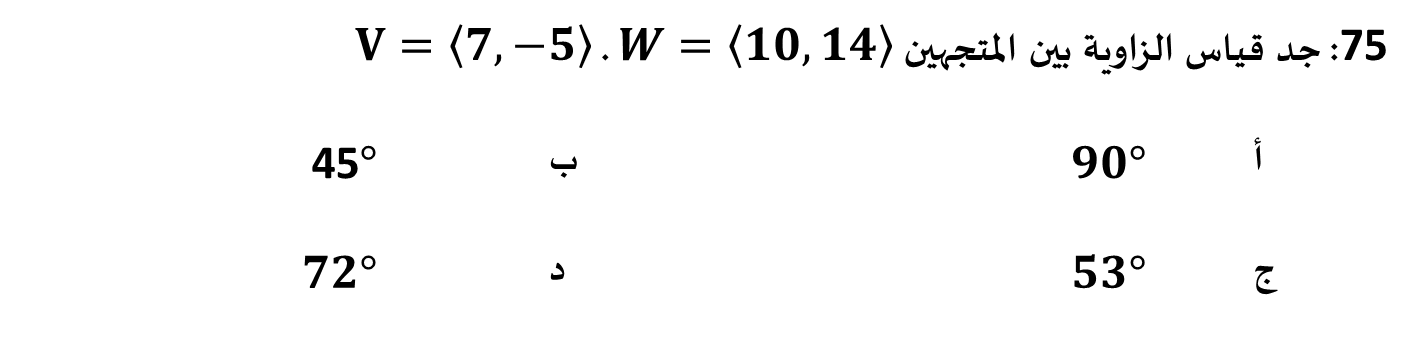 75: جد قياس الزاوية بين المتجهين V = ⟨7, −5⟩ . W = ⟨10, 14⟩
أ 90° ب 45°
ج 53° د 72°